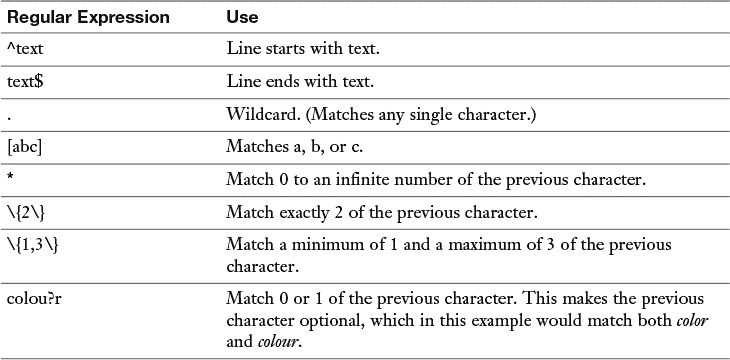 Regular Expression Use
^text Line starts with text.
text$ Line ends with text.
. Wildcard. (Matches any single character.)
[abc] Matches a, b, or c.
* Match 0 to an infinite number of the previous character.
\{2\} Match exactly 2 of the previous character.
\{1,3\} Match a minimum of 1 and a maximum of 3 of the previous
character.
colou?r Match 0 or 1 of the previous character. This makes the previous
character optional, which in this example would match both color
and colour.